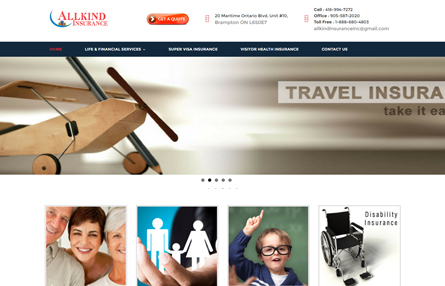 ALLKIND
INSURANCE
GET A QUOTE
20 Maritime Ontario Blvd, Unit #10,
Brampton ON
Cell : 416-994-7272
Office : 905-587-2020
Toll Free : 1-888-680-4803
allkindinsuranceinc@gmail.com
HOME
LIFE & FINANCIAL SERVICES
SUPER VISA INSURANCE
VISITOR HEALTH INSURANCE
CONTACT US
TRAVEL INSURA
take it ea
Disability
Insurance